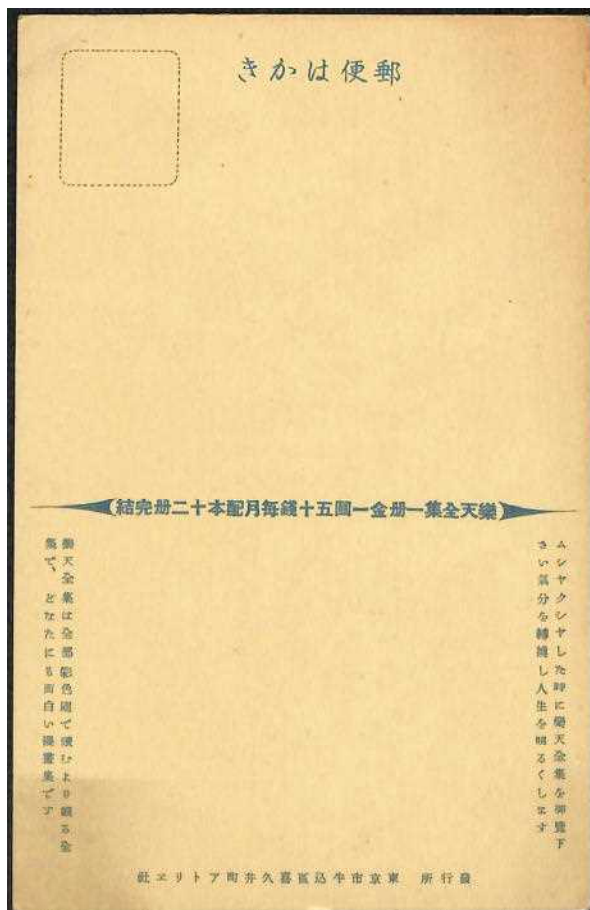 郵便はかき
樂天全集一册金一圓五十錢毎月配本十二册完結
ムシヤクシヤした時に樂天全集を御覽下
さい氣分を轉換し人生を明るくします
樂天全集は全部彩色刷で讀むより觀る全
集で、どなたにも面白い漫畫集です
發行所 東京市牛込區喜久井町アトリヱ社